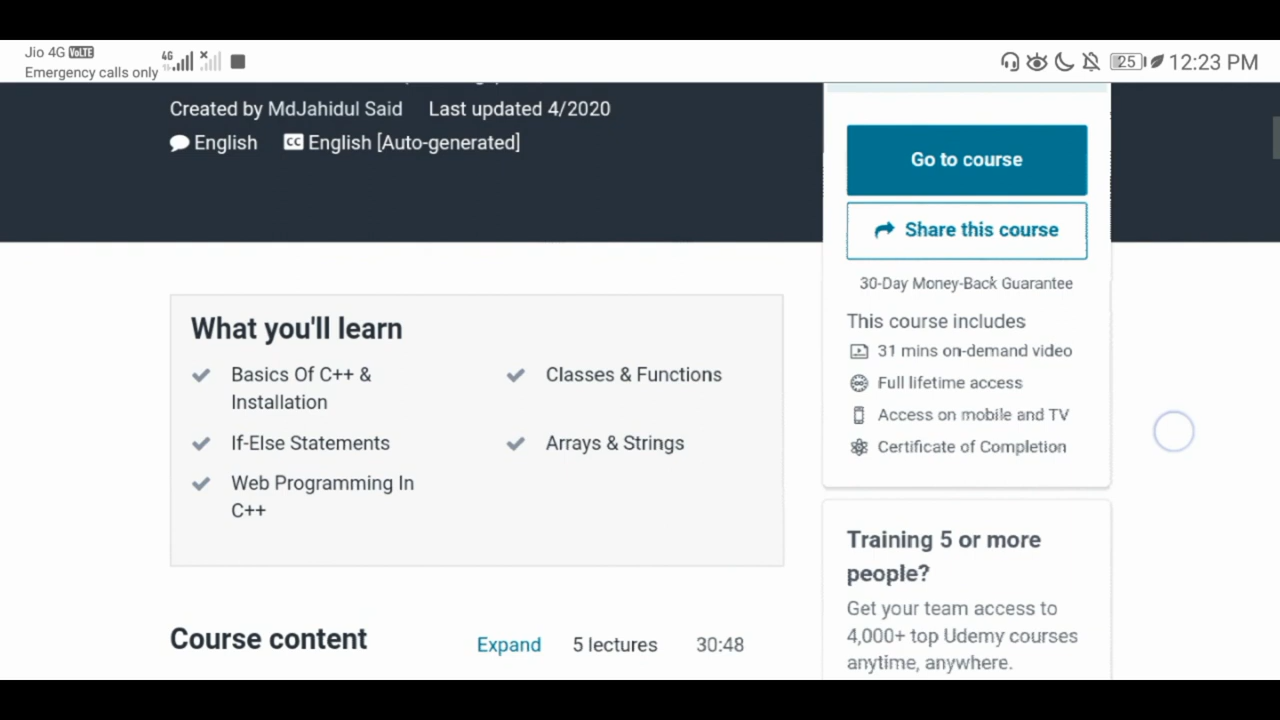 Jio 4G VoLTE
Emergency calls only
4G
25
12:23 PM
Created by MdJahidul Said Last updated 4/2020
English CC English [Auto-generated]
Go to course
Share this course
30-Day Money-Back Guarantee
This course includes
31 mins on-demand video
Full lifetime access
Access on mobile and TV
Certificate of Completion
What you'll learn
Basics Of C++ &
Installation
Classes & Functions
If-Else Statements
Arrays & Strings
Web Programming In
C++
Training 5 or more
people?
Get your team access to
4,000+ top Udemy courses
anytime, anywhere.
Course content
Expand
5 lectures
30:48